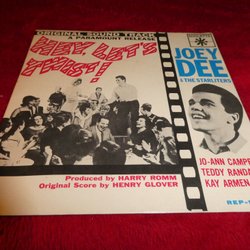 ORIGINAL SOUND TRACK
A PARAMOUNT RELEASE
HEY, LET'S
TWIST!
JOEY
DEE
& THE STARLITERS
JO-ANN CAMP
TEDDY RANDA
KAY ARMEN
Produced by HARRY ROMM
Original Score by HENRY GLOVER
REP-